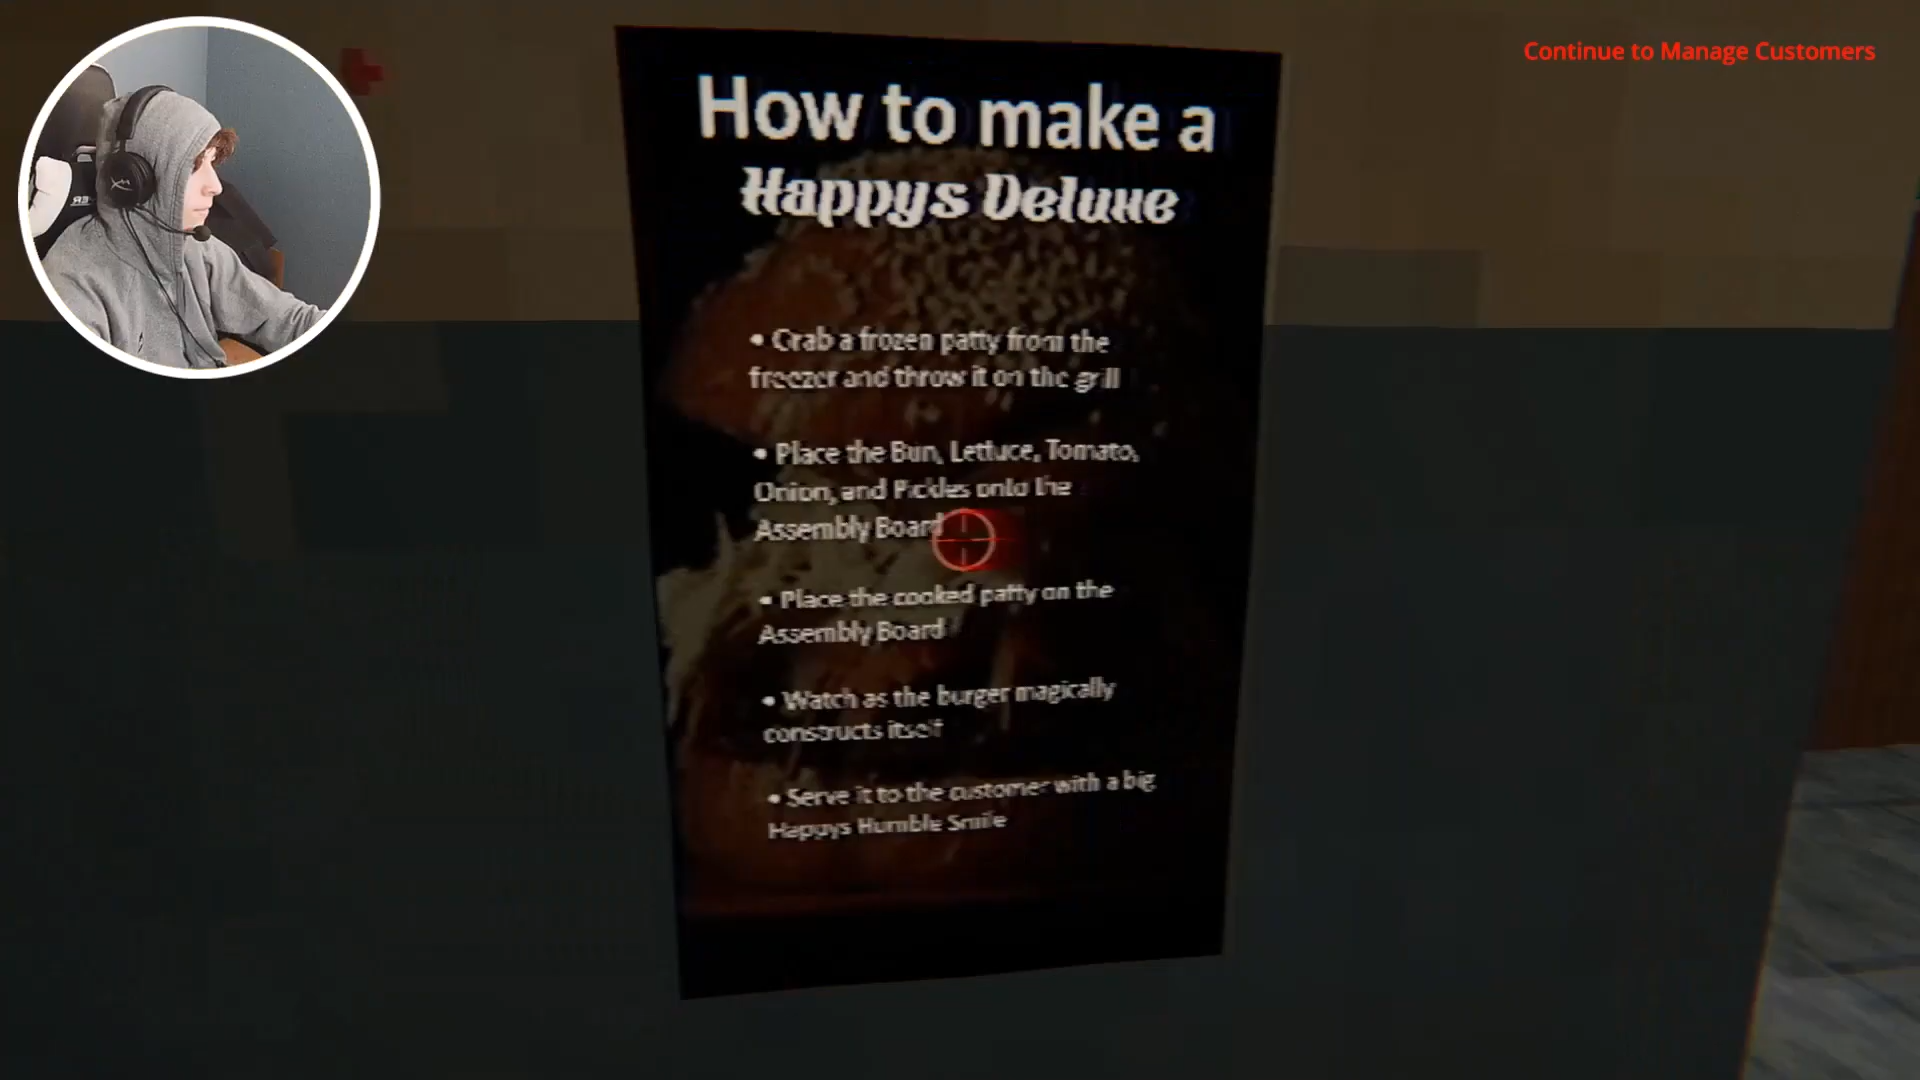 Continue to Manage Customers
How to make a
Happys Deluxe
• Grab a frozen patty from the
freezer and throw it on the grill
• Place the Bun, Lettuce, Tomato,
Onion, and Pickles onto the
Assembly Board
• Place the cooked patty on the
Assembly Board
• Watch as the burger magically
constructs itself
• Serve it to the customer with a big
Happys Humble Smile